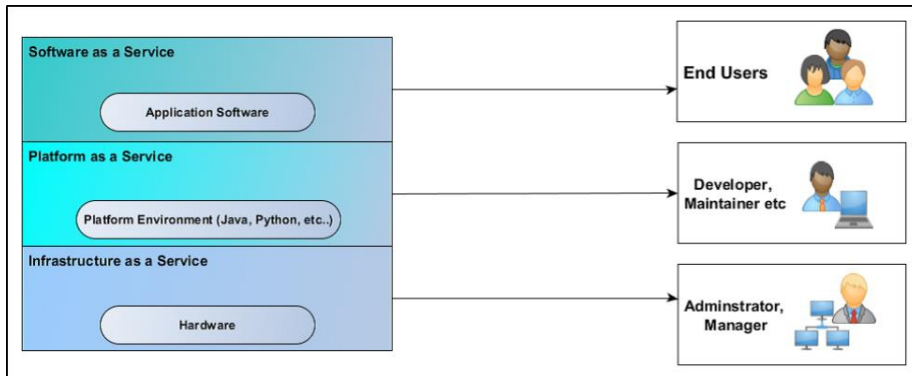 Software as a Service
Application Software
Platform as a Service
Platform Environment (Java, Python, etc..)
Infrastructure as a Service
Hardware
End Users
Developer,
Maintainer etc
Adminstrator,
Manager